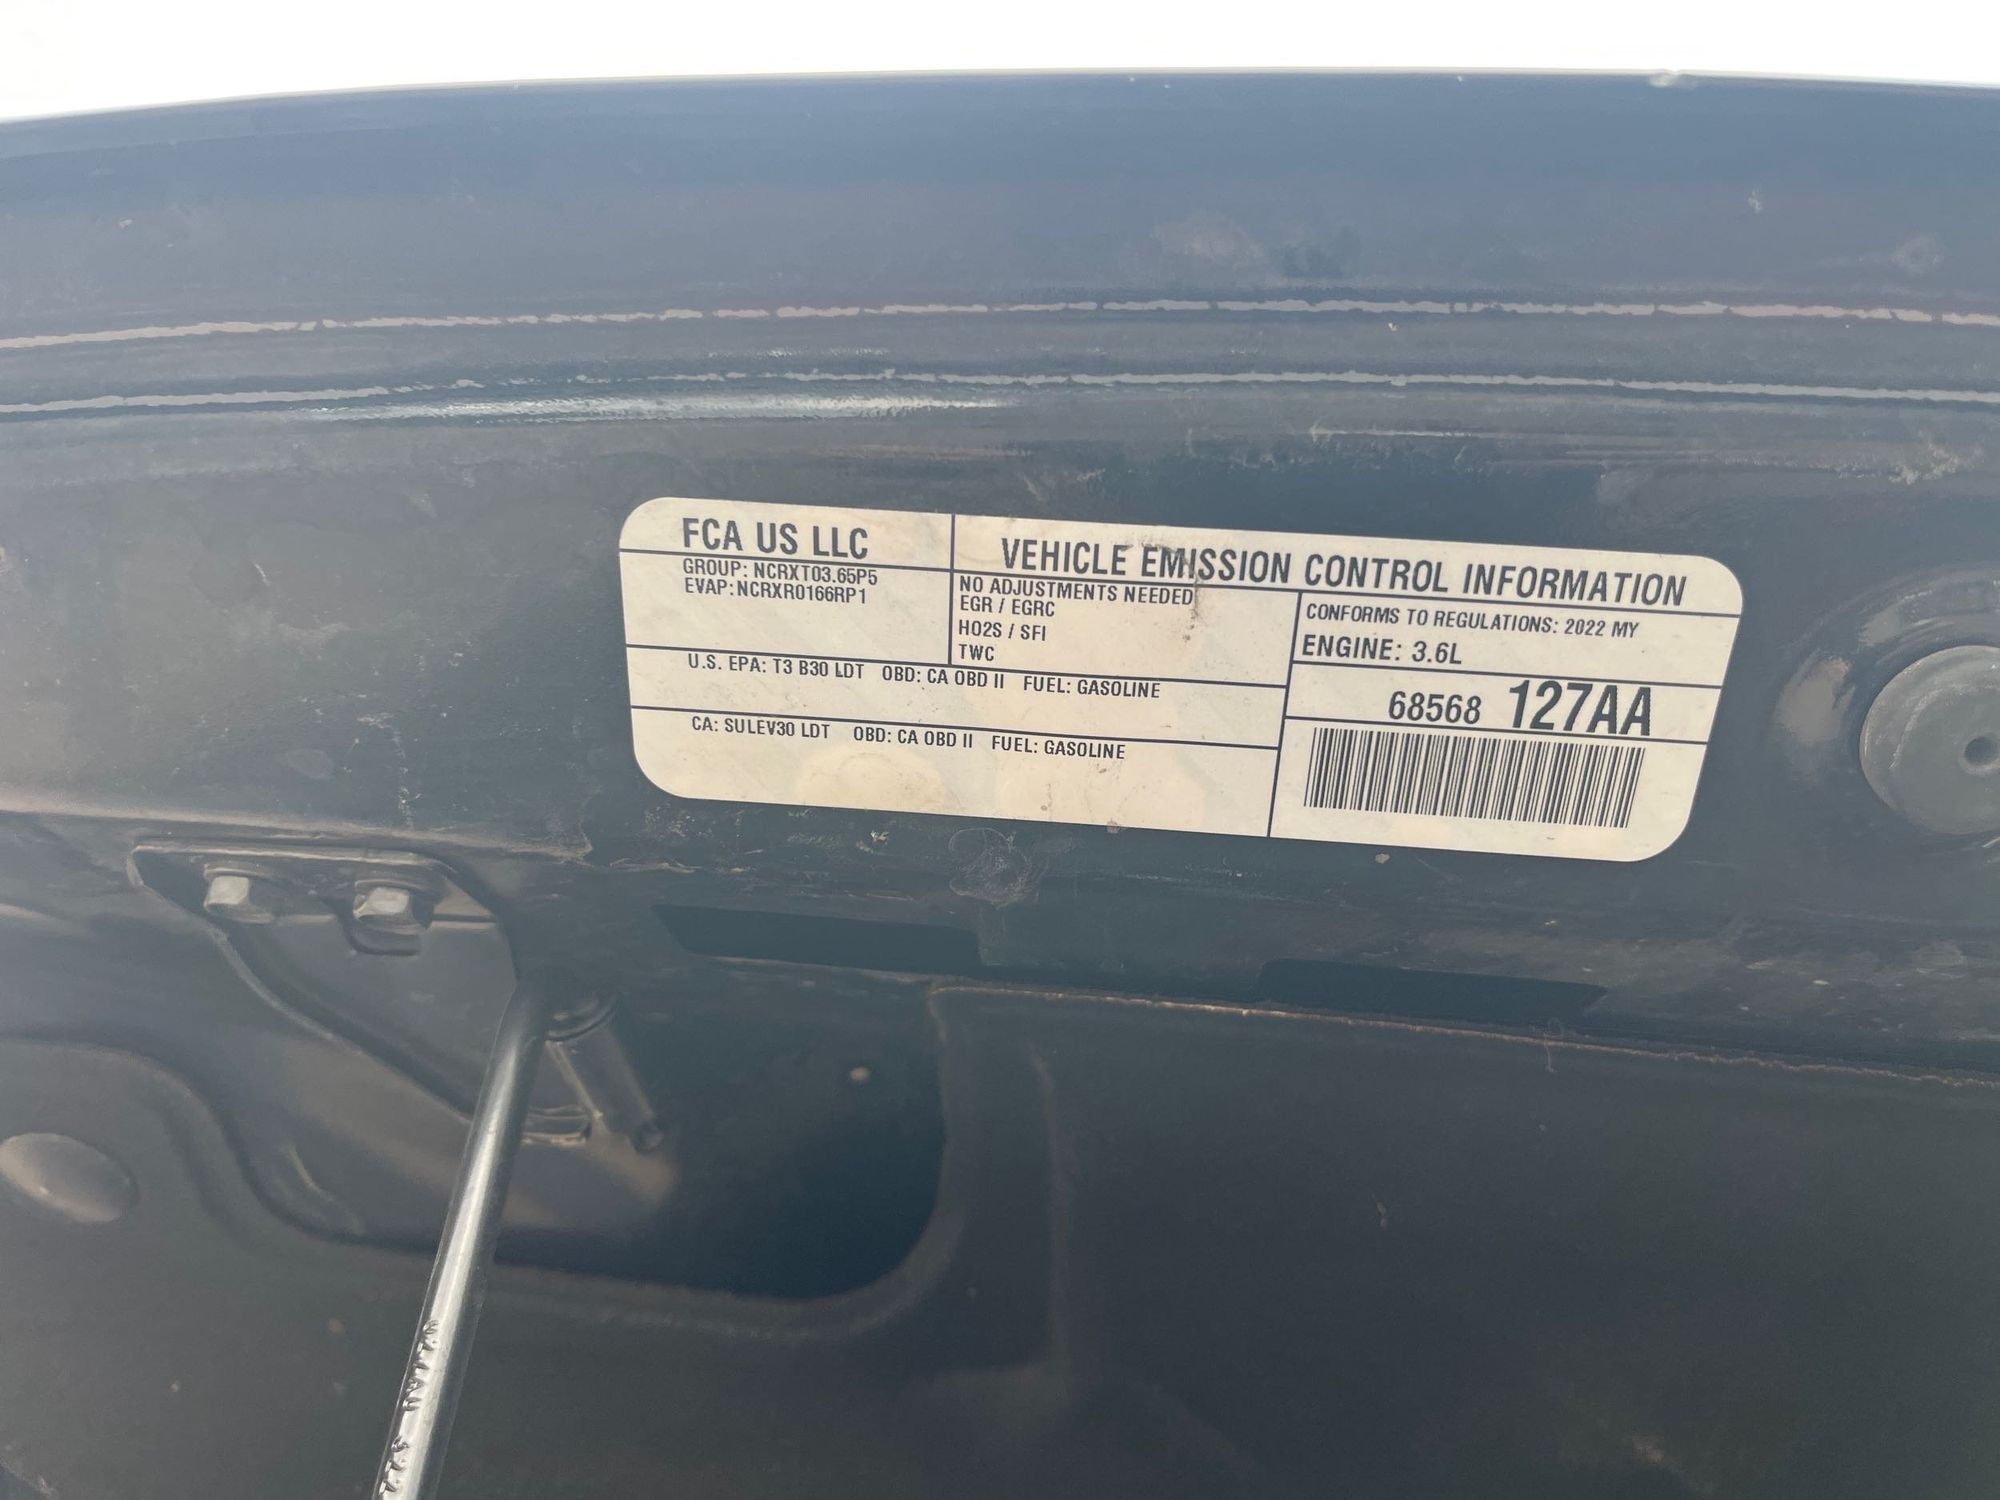 FCA US LLC
VEHICLE EMISSION CONTROL INFORMATION
GROUP: NCRXT03.65P5
EVAP: NCRXR0166RP1
NO ADJUSTMENTS NEEDED
EGR / EGRC
HO2S / SFI
TWC
CONFORMS TO REGULATIONS: 2022 MY
ENGINE: 3.6L
U.S. EPA: T3 B30 LDT OBD: CA OBD II FUEL: GASOLINE
68568 127AA
CA: SULEV30 LDT OBD: CA OBD II FUEL: GASOLINE